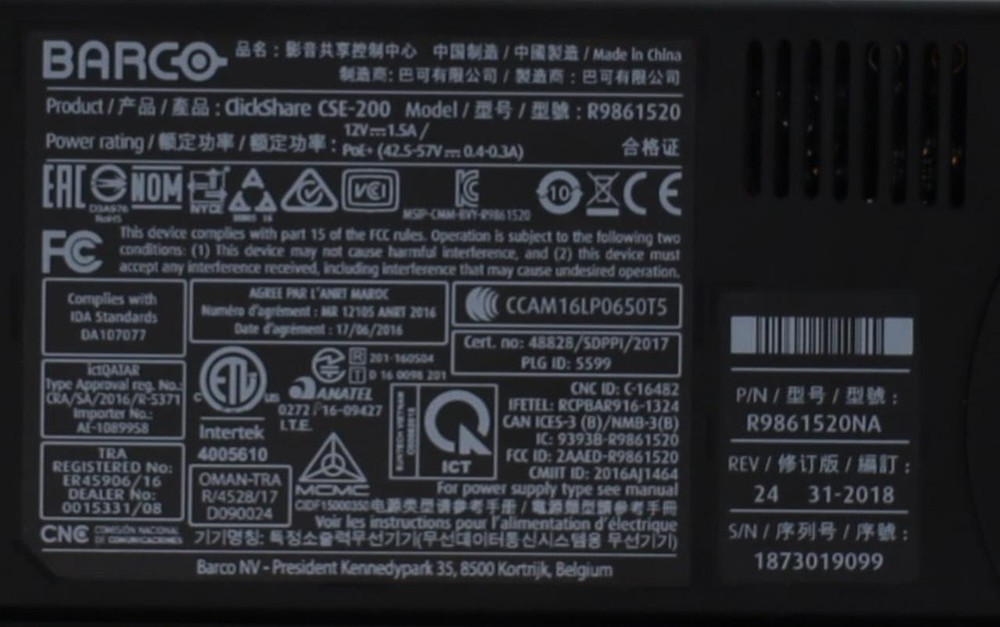 BARCO 品名 : 影音共享控制中心 中国制造 / 中國製造 / Made in China
制造商: 巴可有限公司 / 製造商 : 巴可有限公司
Product / 产品 / 產品 : ClickShare CSE-200 Model / 型号 / 型號 : R9861520
Power rating / 额定功率 / 額定功率 : 12V⎓1.5A /
PoE+ (42.5-57V⎓ 0.4-0.3A) 合格证
EAC NOM VCI 10 CE
NYCE
MSIP-CMM-BVY-R9861520
FC This device complies with part 15 of the FCC rules. Operation is subject to the following two
conditions: (1) This device may not cause harmful interference, and (2) this device must
accept any interference received, including interference that may cause undesired operation.
Complies with
IDA Standards
DA107077
AGREE PAR L'ANRT MAROC
Numéro d'agrément : MR 12105 ANRT 2016
Date d'agrément : 17/06/2016
CCAM16LP0650T5
Cert. no: 48828/SDPPI/2017
PLG ID: 5599
ictQATAR
Type Approval reg. No.:
CRA/SA/2016/R-5371
Importer No.:
AE-1089958
TRA
REGISTERED No:
ER45906/16
DEALER No:
0015331/08
ETL
C US
Intertek
4005610
R 201-160504
T D 16 0098 201
ANATEL
0272 16-09427
I.T.E.
OMAN-TRA
R/4528/17
D090024
MCMC
CIDF15000350
ICT
CNC ID: C-16482
IFETEL: RCPBAR916-1324
CAN ICES-3 (B)/NMB-3(B)
IC: 9393B-R9861520
FCC ID: 2AAED-R9861520
CMIIT ID: 2016AJ1464
For power supply type see manual
电源类型请参考手册 / 電源類型請參考手冊
Voir les instructions pour l'alimentation d'électrique
CNC COMISIÓN NACIONAL
DE COMUNICACIONES
기기명칭: 특정소출력무선기기(무선데이터통신시스템용 무선기기)
Barco NV - President Kennedypark 35, 8500 Kortrijk, Belgium
P/N / 型号 / 型號 :
R9861520NA
REV / 修订版 / 編訂 :
24 31-2018
S/N / 序列号 / 序號 :
1873019099